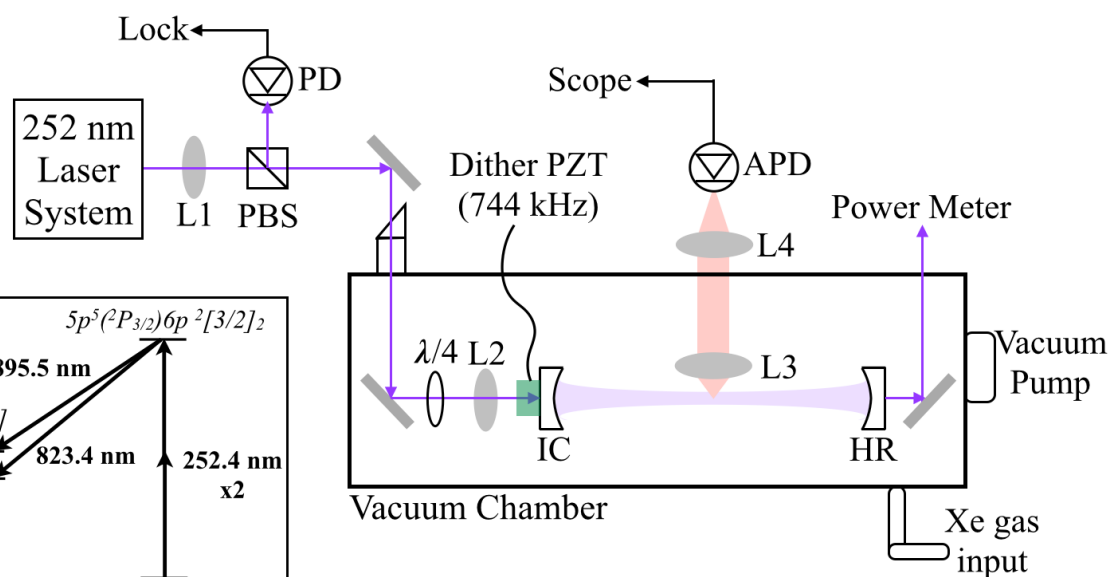 Lock
PD
Scope
252 nm
Laser
System
L1
PBS
Dither PZT
(744 kHz)
APD
L4
Power Meter
λ/4
L2
L3
IC
HR
Vacuum
Pump
Vacuum Chamber
Xe gas
input
5p⁵(²P₃/₂)6p ²[3/2]₂
895.5 nm
823.4 nm
252.4 nm
x2